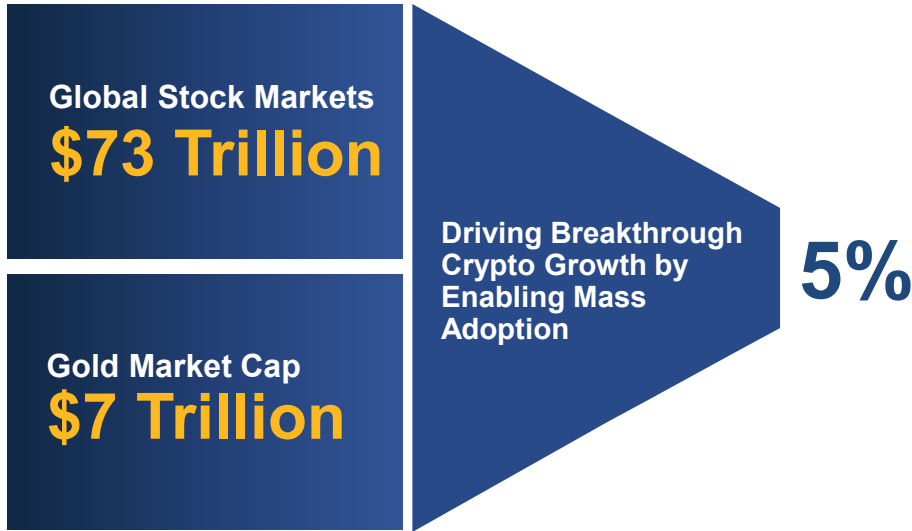 Global Stock Markets
$73 Trillion
Gold Market Cap
$7 Trillion
Driving Breakthrough
Crypto Growth by
Enabling Mass
Adoption
5%